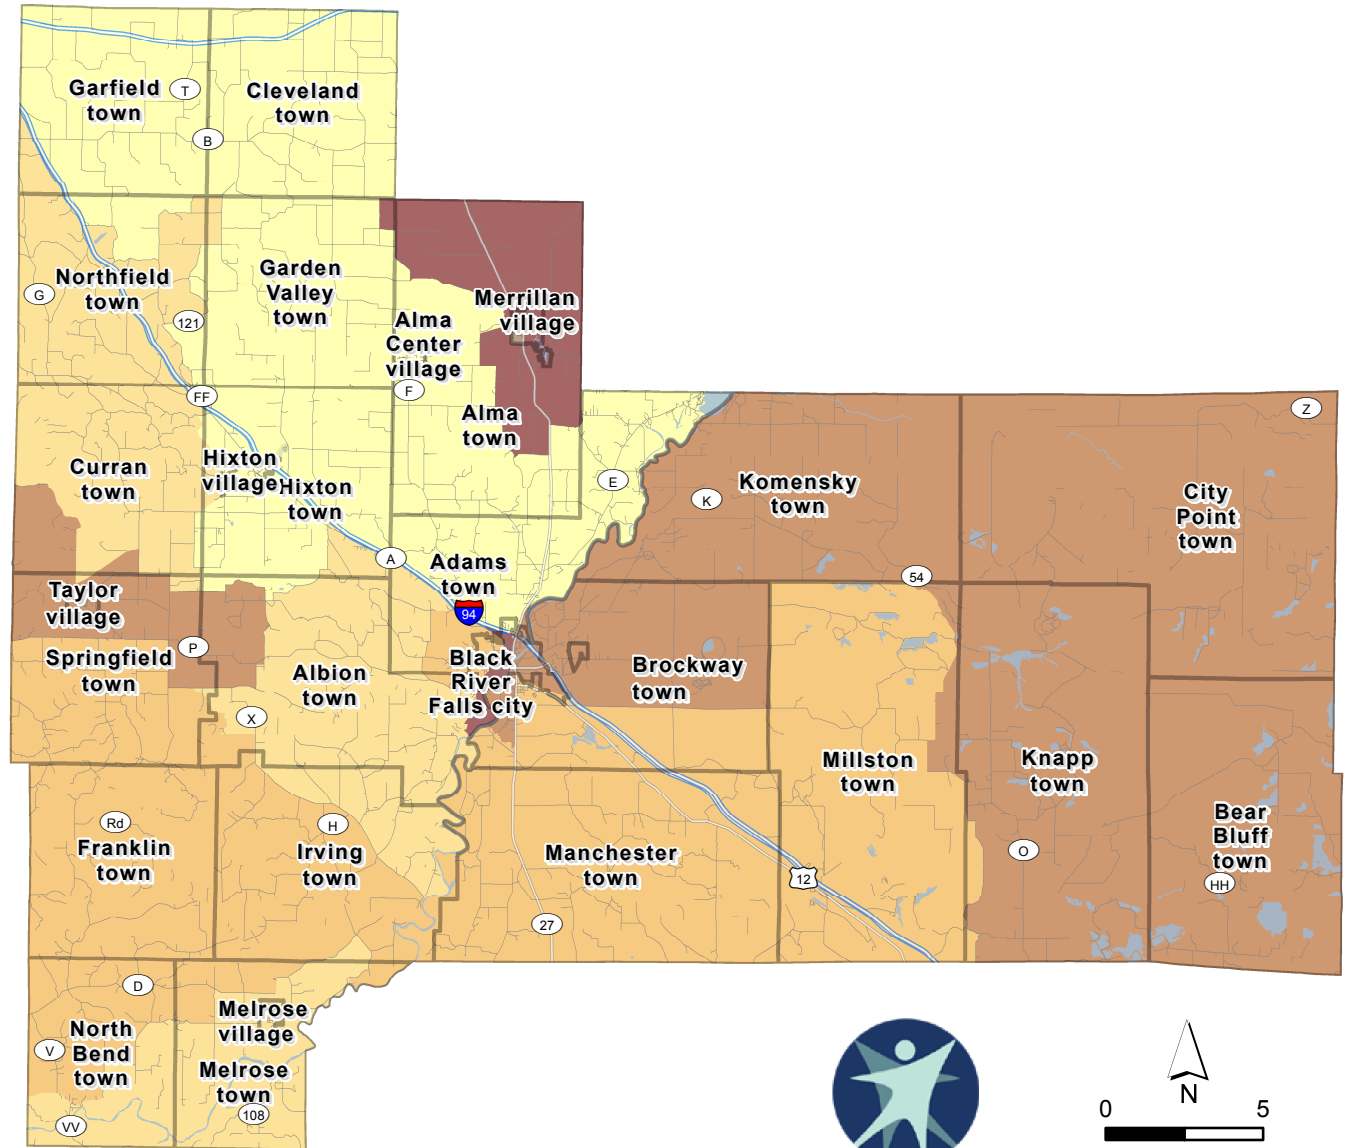 Garfield
town
T
Cleveland
town
B
Northfield
town
G
121
Garden
Valley
town
Merrillan
village
Alma
Center
village
F
Alma
town
FF
Z
Curran
town
Hixton
village
Hixton
town
E
K
Komensky
town
City
Point
town
A
Adams
town
94
54
Taylor
village
P
Springfield
town
Albion
town
X
Black
River
Falls city
Brockway
town
Millston
town
Knapp
town
Bear
Bluff
town
HH
O
Rd
Franklin
town
H
Irving
town
Manchester
town
12
27
D
V
North
Bend
town
VV
Melrose
village
Melrose
town
108
N
0 5